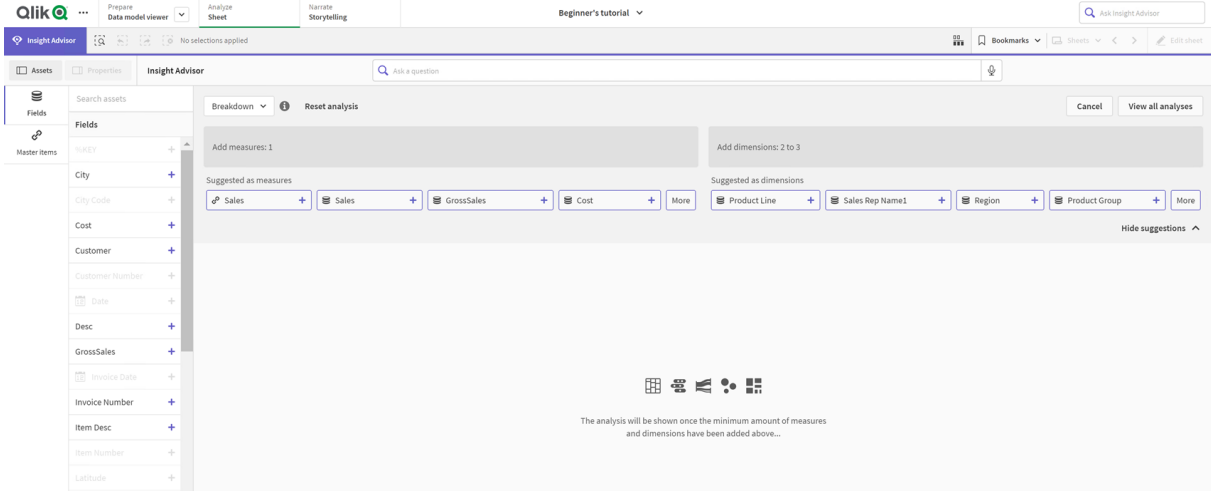 Qlik
Prepare
Data model viewer
Analyze
Sheet
Narrate
Storytelling
Beginner's tutorial
Ask Insight Advisor
Insight Advisor
No selections applied
Bookmarks
Sheets
Edit sheet
Assets
Properties
Insight Advisor
Ask a question
Fields
Master items
Search assets
Fields
%KEY
City
City Code
Cost
Customer
Customer Number
Date
Desc
GrossSales
Invoice Date
Invoice Number
Item Desc
Item Number
Latitude
Breakdown
Reset analysis
Cancel
View all analyses
Add measures: 1
Add dimensions: 2 to 3
Suggested as measures
Sales
Sales
GrossSales
Cost
More
Suggested as dimensions
Product Line
Sales Rep Name1
Region
Product Group
More
Hide suggestions
The analysis will be shown once the minimum amount of measures
and dimensions have been added above...